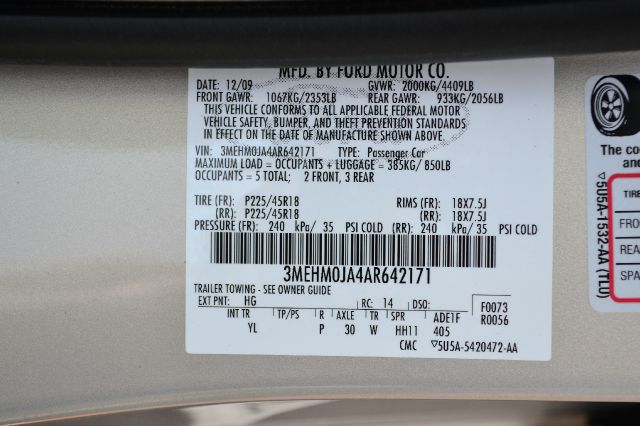 MFD. BY FORD MOTOR CO.
DATE: 12/09 GVWR: 2000KG/4409LB
FRONT GAWR: 1067KG/2353LB REAR GAWR: 933KG/2056LB
THIS VEHICLE CONFORMS TO ALL APPLICABLE FEDERAL MOTOR
VEHICLE SAFETY, BUMPER, AND THEFT PREVENTION STANDARDS
IN EFFECT ON THE DATE OF MANUFACTURE SHOWN ABOVE.
VIN: 3MEHM0JA4AR642171 TYPE: Passenger Car
MAXIMUM LOAD = OCCUPANTS + LUGGAGE = 385KG/ 850LB
OCCUPANTS = 5 TOTAL; 2 FRONT, 3 REAR
TIRE (FR): P225/45R18 RIMS (FR): 18X7.5J
(RR): P225/45R18 (RR): 18X7.5J
PRESSURE (FR): 240 kPa/ 35 PSI COLD (RR): 240 kPa/ 35 PSI COLD
3MEHM0JA4AR642171
TRAILER TOWING - SEE OWNER GUIDE
EXT PNT: HG RC: 14 DSO: F0073
INT TR TP/PS R AXLE TR SPR ADE1F R0056
YL P 30 W HH11 405
CMC ▽5U5A-5420472-AA
▽5U5A-1532-AA (TL0)
The co
and
TIRE
FRO
REA
SPA